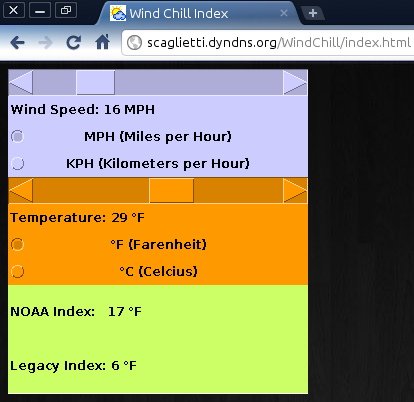 Wind Chill Index
scaglietti.dyndns.org/WindChill/index.html
Wind Speed: 16 MPH
MPH (Miles per Hour)
KPH (Kilometers per Hour)
Temperature: 29 °F
°F (Farenheit)
°C (Celcius)
NOAA Index: 17 °F
Legacy Index: 6 °F